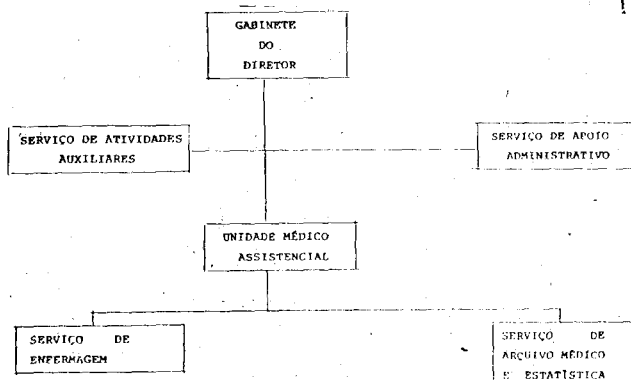 GABINETE
DO
DIRETOR
SERVIÇO DE ATIVIDADES
AUXILIARES
SERVIÇO DE APOIO
ADMINISTRATIVO
UNIDADE MÉDICO
ASSISTENCIAL
SERVIÇO DE
ENFERMAGEM
SERVIÇO DE
ARQUIVO MÉDICO
E ESTATÍSTICA